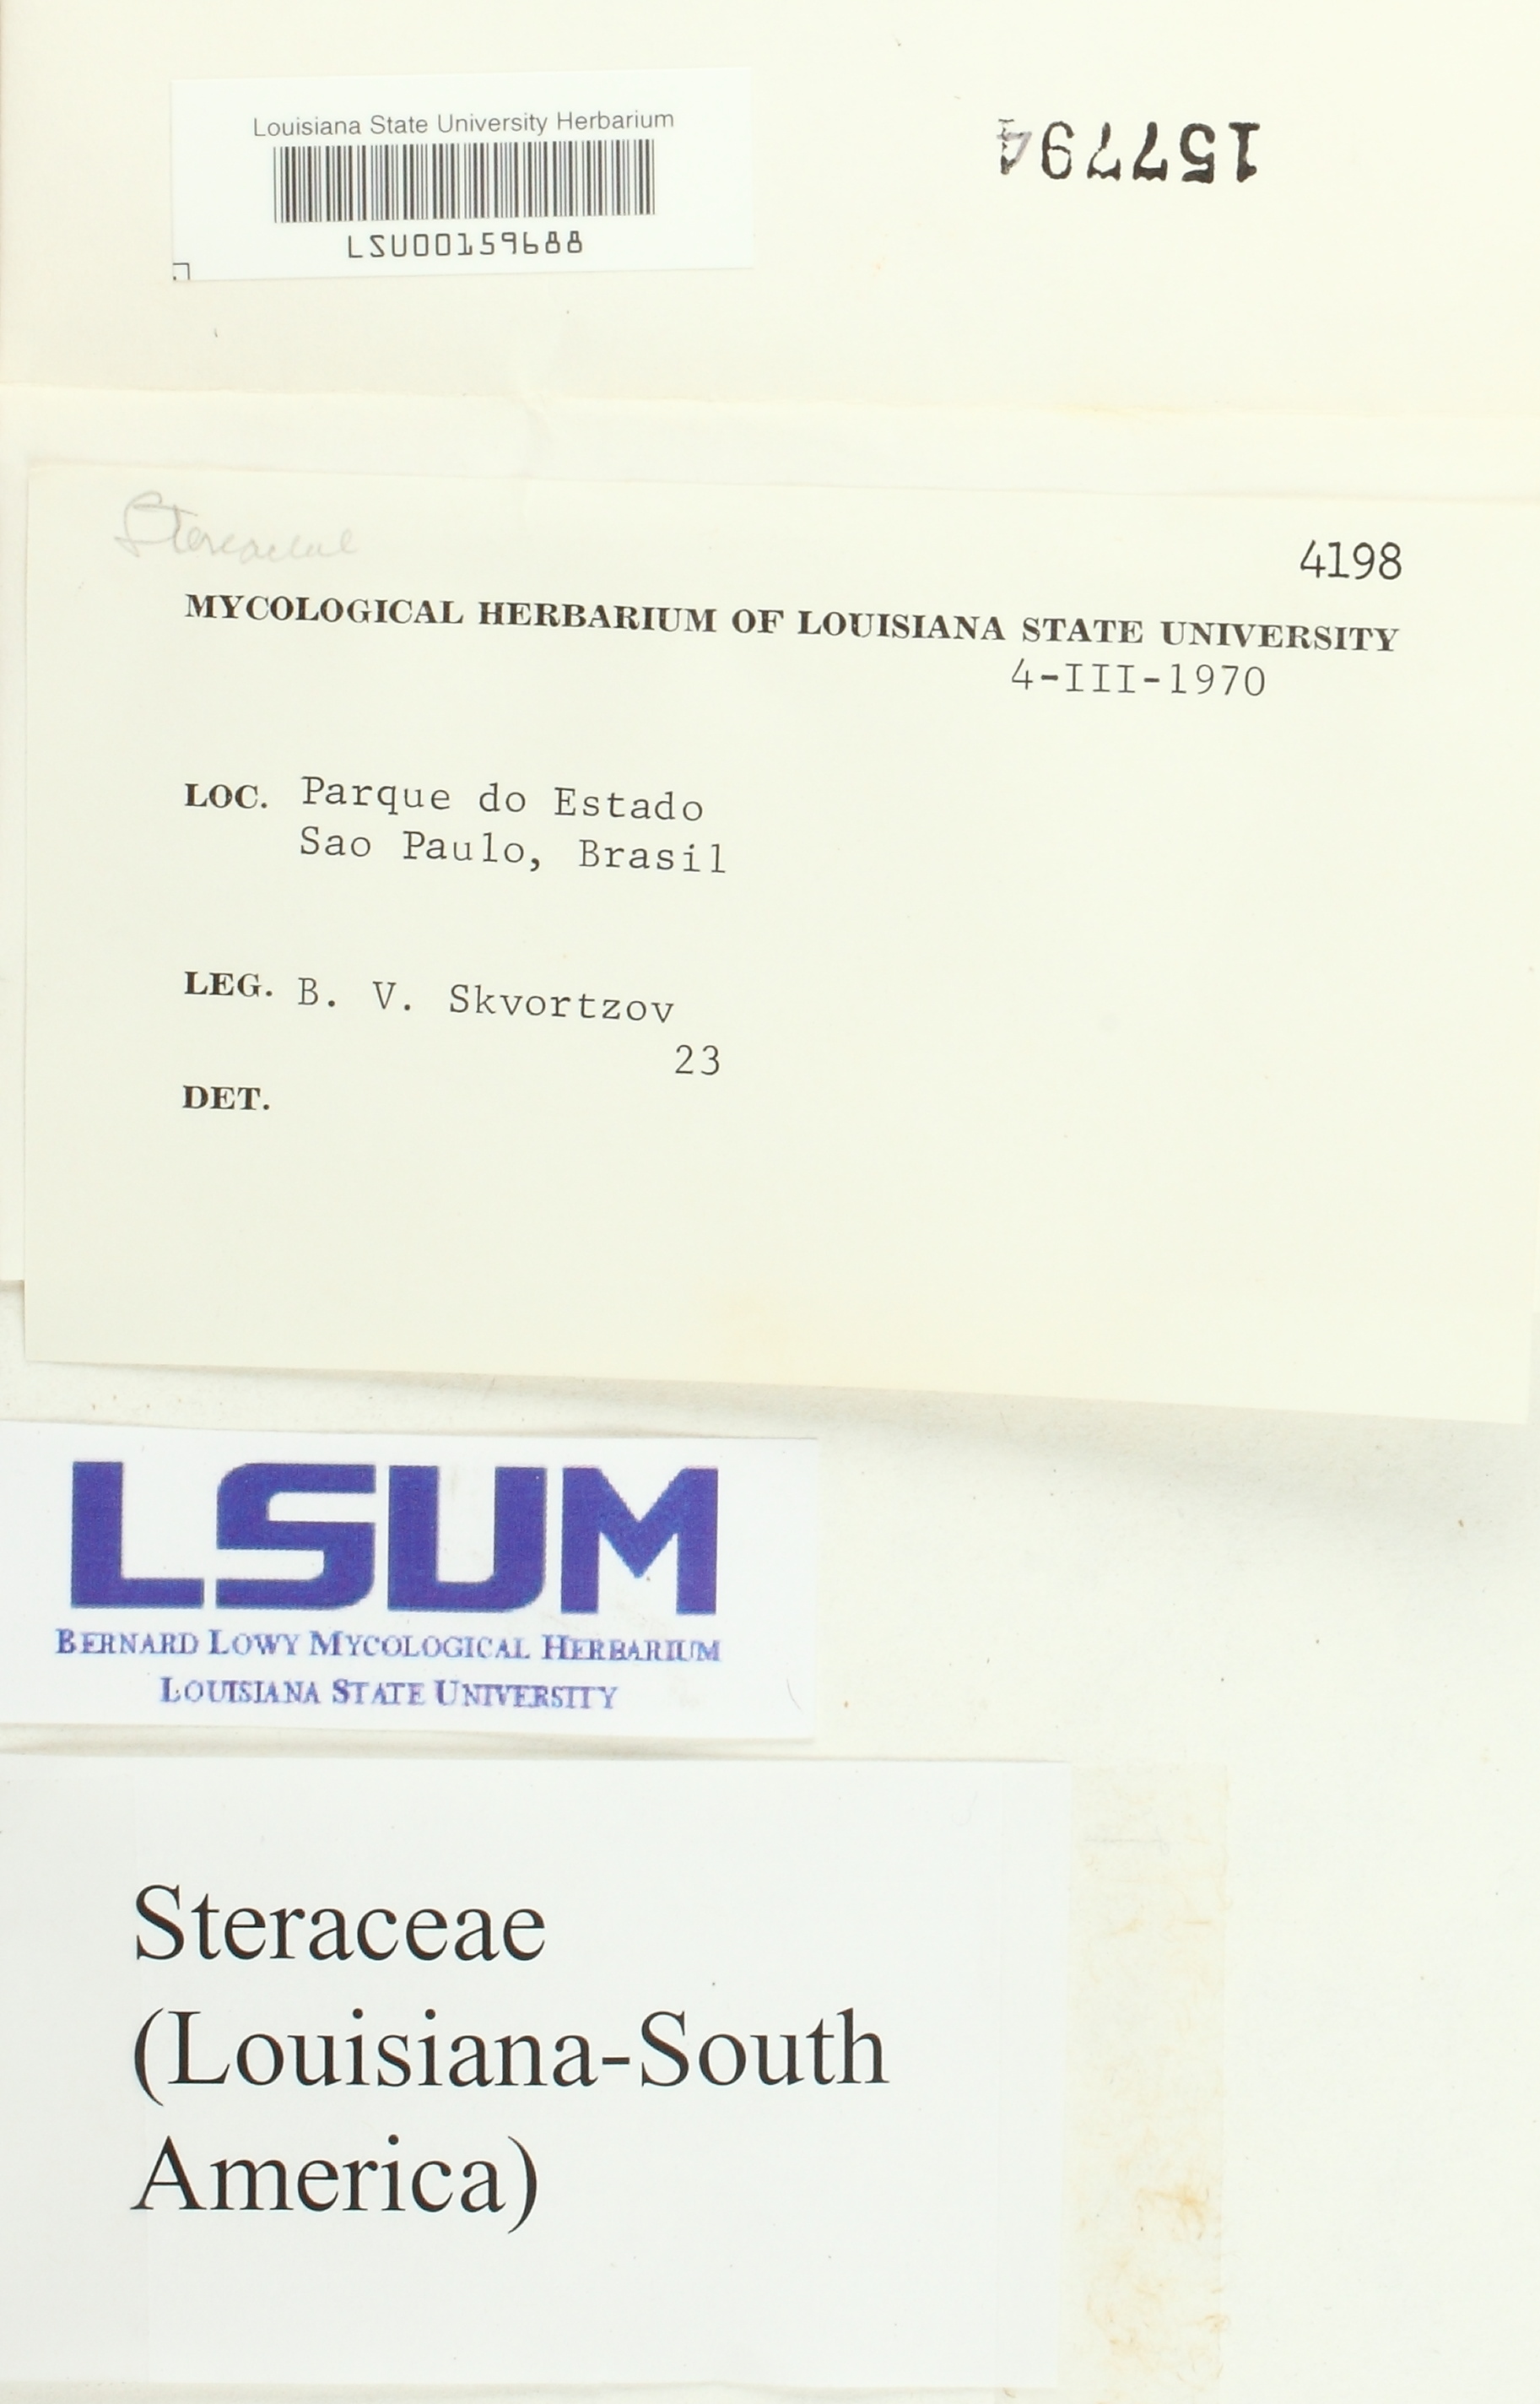 Louisiana State University Herbarium
LSU00159688
157794
Stereaceae
4198
MYCOLOGICAL HERBARIUM OF LOUISIANA STATE UNIVERSITY
4-III-1970
LOC. Parque do Estado
Sao Paulo, Brasil
LEG. B. V. Skvortzov
23
DET.
LSUM
BERNARD LOWY MYCOLOGICAL HERBARIUM
LOUISIANA STATE UNIVERSITY
Steraceae
(Louisiana-South
America)